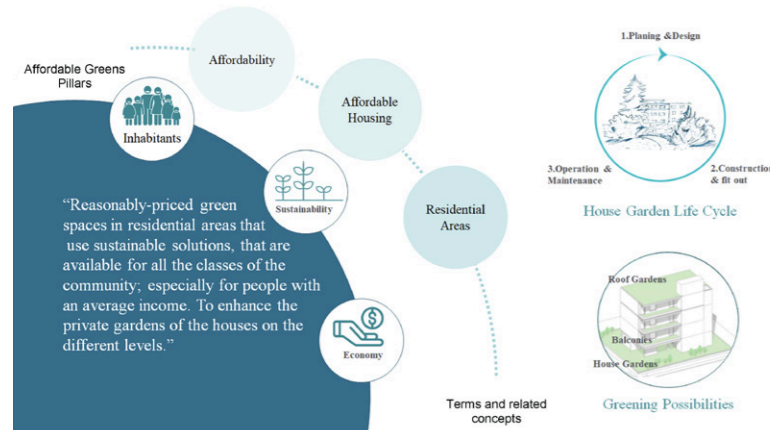 Affordable Greens
Pillars
Inhabitants
Sustainability
Economy
“Reasonably-priced green
spaces in residential areas that
use sustainable solutions, that are
available for all the classes of the
community; especially for people with
an average income. To enhance the
private gardens of the houses on the
different levels.”
Affordability
Affordable
Housing
Residential
Areas
Terms and related
concepts
1.Planing &Design
2.Construction
& fit out
3.Operation &
Maintenance
House Garden Life Cycle
Roof Gardens
Balconies
House Gardens
Greening Possibilities